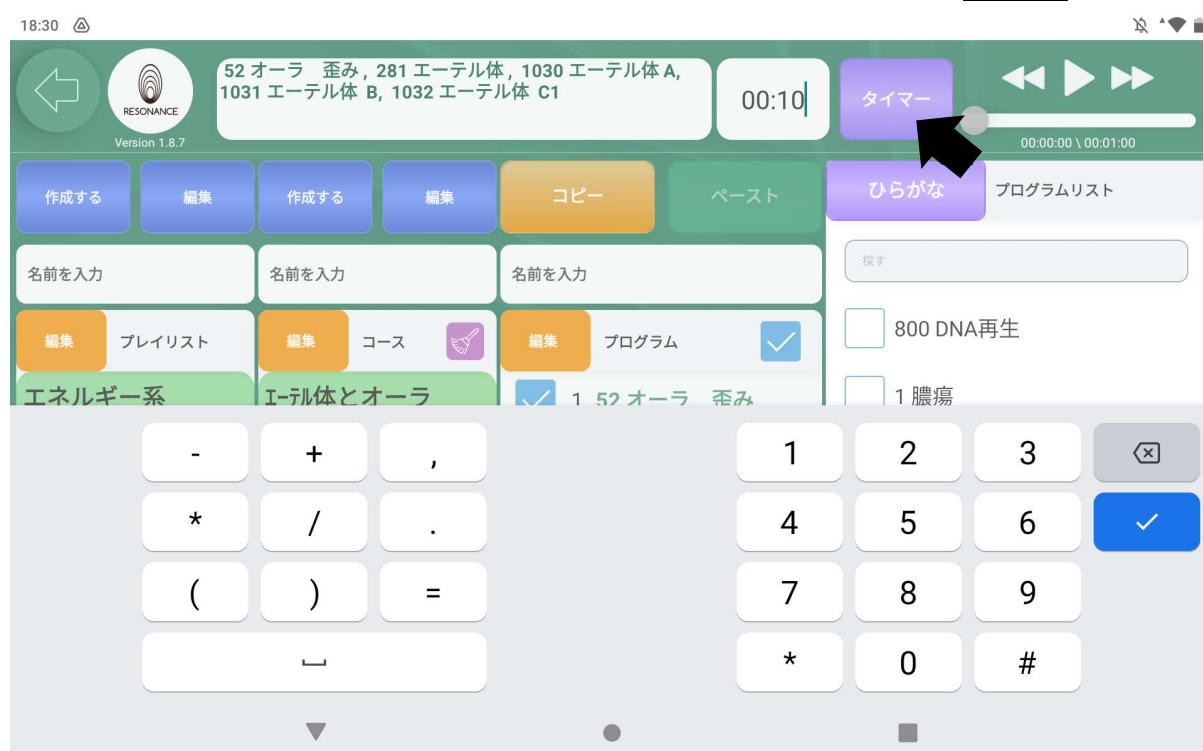 18:30
RESONANCE
Version 1.8.7
52 オーラ　歪み , 281 エーテル体 , 1030 エーテル体 A,
1031 エーテル体 B, 1032 エーテル体 C1
00:10
タイマー
00:00:00 \ 00:01:00
作成する
編集
作成する
編集
コピー
ペースト
ひらがな
プログラムリスト
名前を入力
名前を入力
名前を入力
探す
編集
プレイリスト
編集
コース
編集
プログラム
800 DNA再生
エネルギー系
エーテル体とオーラ
1 52 オーラ　歪み
1 膿瘍
- + , 1 2 3
* / . 4 5 6
( ) = 7 8 9
* 0 #